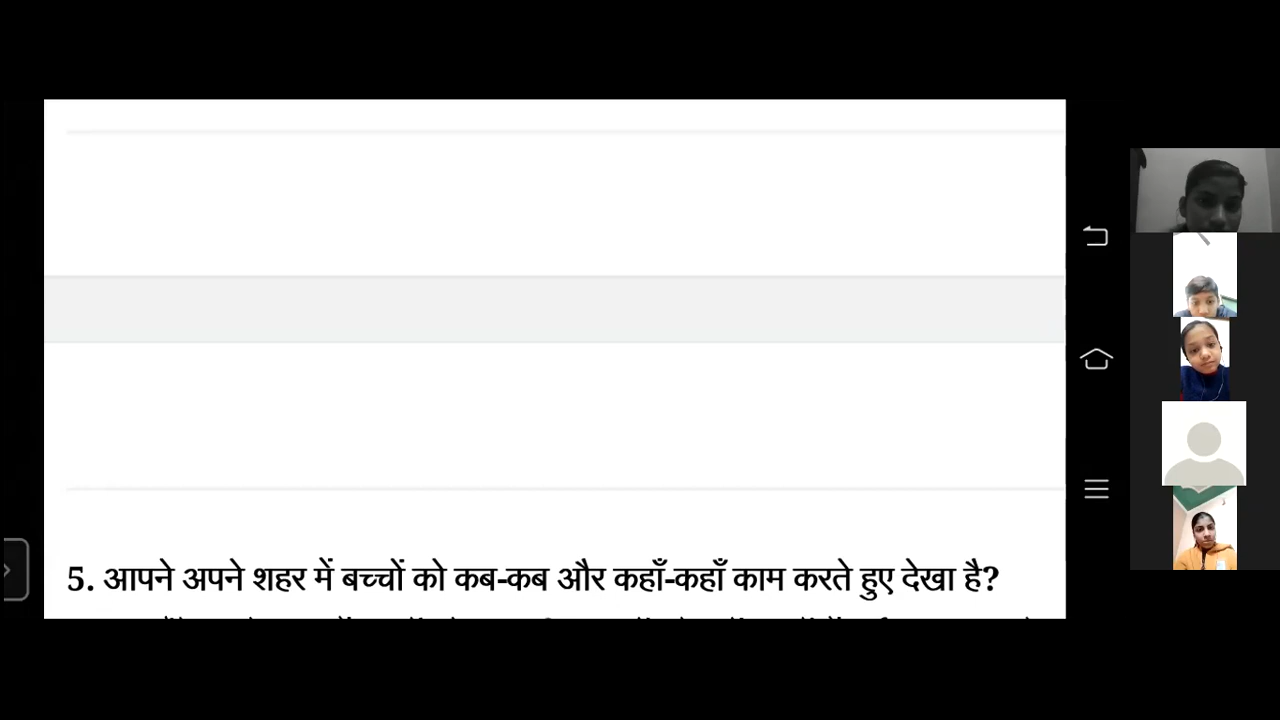 5. आपने अपने शहर में बच्चों को कब-कब और कहाँ-कहाँ काम करते हुए देखा है?